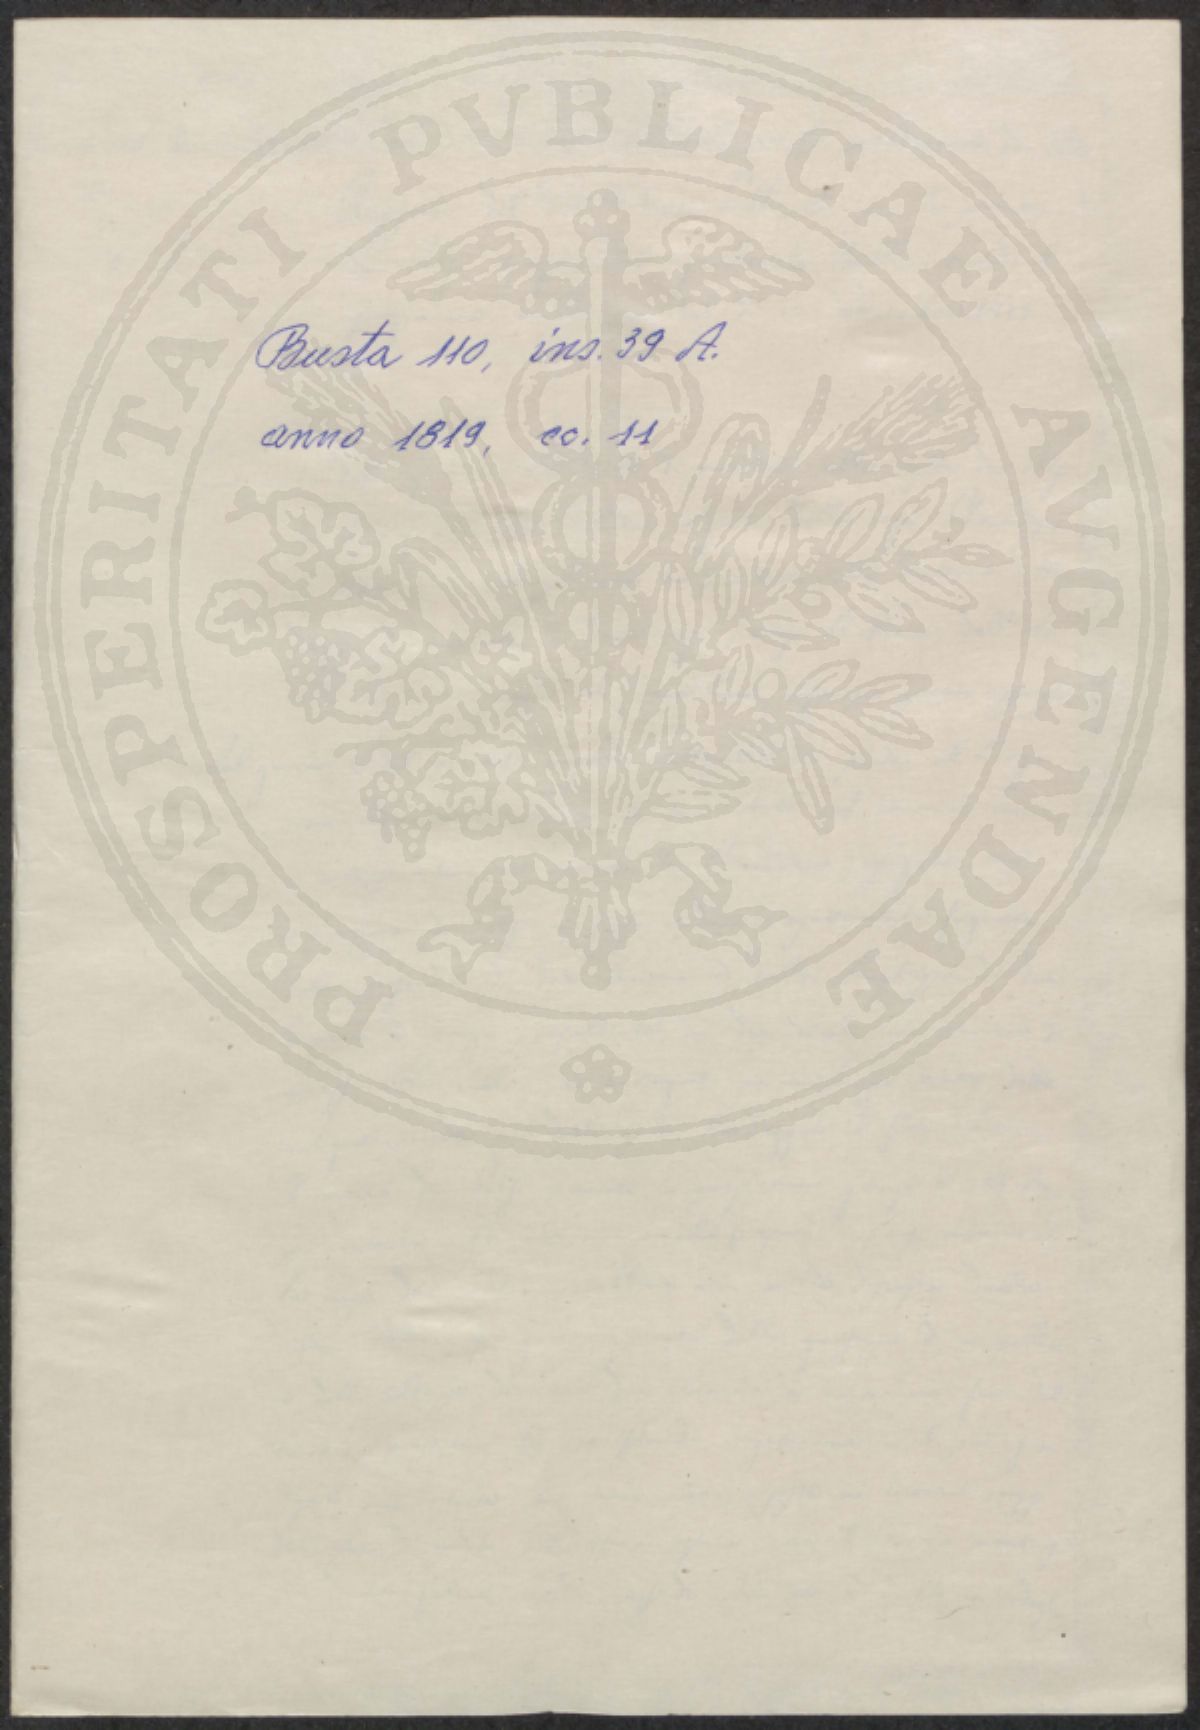 PROSPERITATI PVBLICAE AVGENDAE
Busta 110, ins. 39 A.
anno 1819, cc. 11